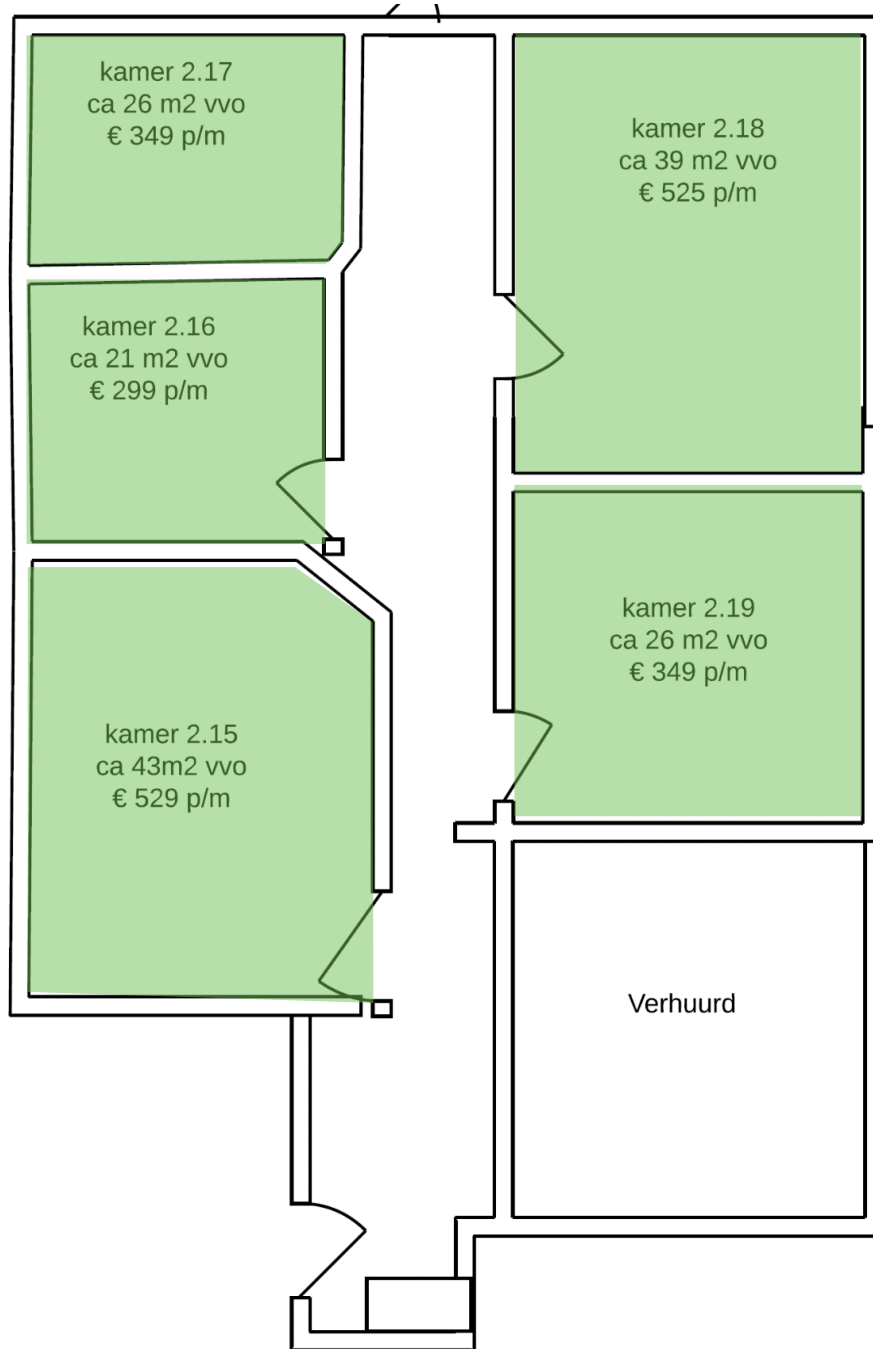 kamer 2.17
ca 26 m2 vvo
€ 349 p/m
kamer 2.18
ca 39 m2 vvo
€ 525 p/m
kamer 2.16
ca 21 m2 vvo
€ 299 p/m
kamer 2.19
ca 26 m2 vvo
€ 349 p/m
kamer 2.15
ca 43m2 vvo
€ 529 p/m
Verhuurd